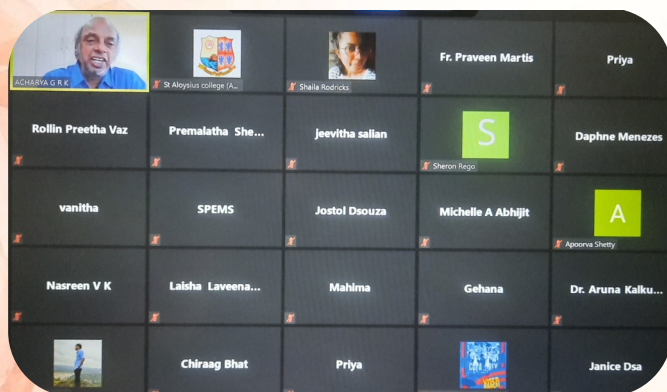 ACHARYA G R K
St Aloysius college (A...
Shaila Rodricks
Fr. Praveen Martis
Priya
Rollin Preetha Vaz
Premalatha She...
jeevitha salian
S
Sheron Rego
Daphne Menezes
vanitha
SPEMS
Jostol Dsouza
Michelle A Abhijit
A
Apoorva Shetty
Nasreen V K
Laisha Laveena...
Mahima
Gehana
Dr. Aruna Kalku...
Chiraag Bhat
Priya
Janice Dsa